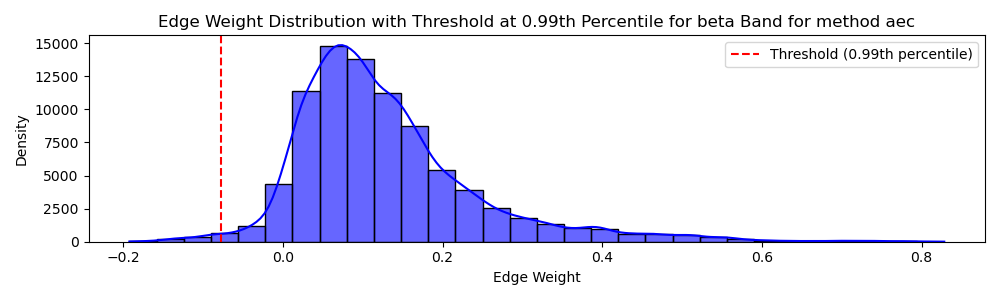 Edge Weight Distribution with Threshold at 0.99th Percentile for beta Band for method aec
Threshold (0.99th percentile)
Density
15000
12500
10000
7500
5000
2500
0
−0.2 0.0 0.2 0.4 0.6 0.8
Edge Weight